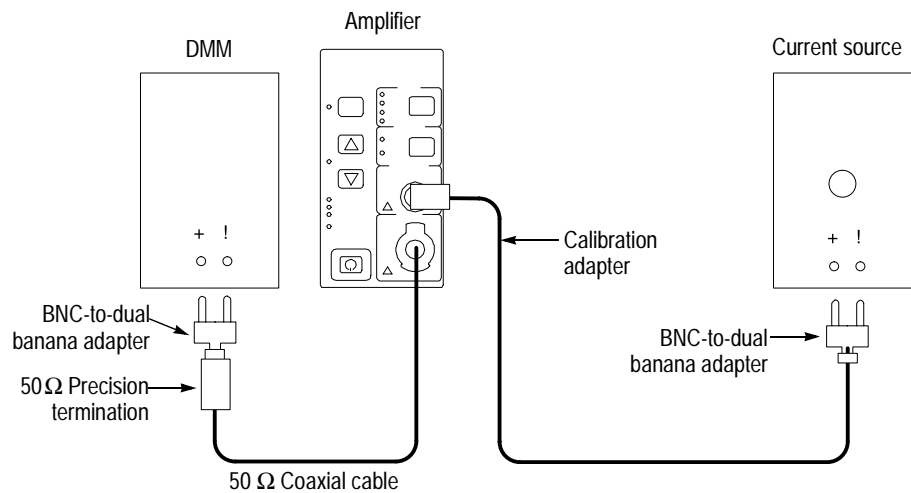 Amplifier
DMM
Current source
+ !
+ !
Calibration
adapter
BNC-to-dual
banana adapter
BNC-to-dual
banana adapter
50 Ω Precision
termination
50 Ω Coaxial cable